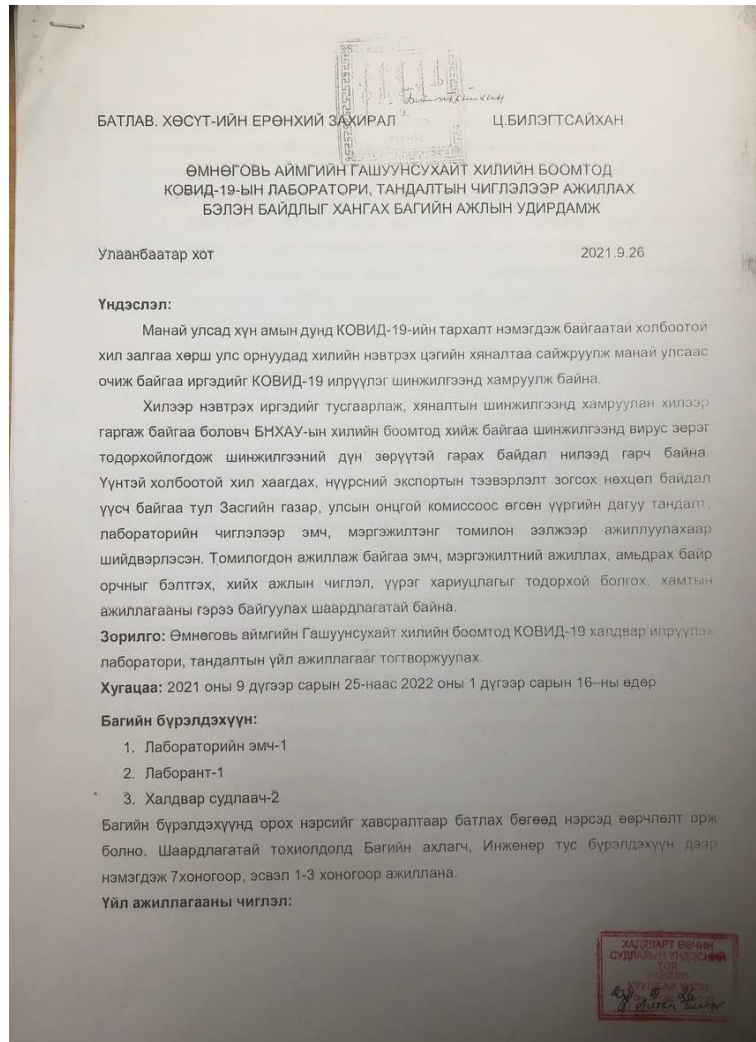 БАТЛАВ. ХӨСҮТ-ИЙН ЕРӨНХИЙ ЗАХИРАЛ Ц.БИЛЭГТСАЙХАН
ӨМНӨГОВЬ АЙМГИЙН ГАШУУНСУХАЙТ ХИЛИЙН БООМТОД
КОВИД-19-ЫН ЛАБОРАТОРИ, ТАНДАЛТЫН ЧИГЛЭЛЭЭР АЖИЛЛАХ
БЭЛЭН БАЙДЛЫГ ХАНГАХ БАГИЙН АЖЛЫН УДИРДАМЖ
Улаанбаатар хот 2021.9.26
Үндэслэл:
Манай улсад хүн амын дунд КОВИД-19-ийн тархалт нэмэгдэж байгаатай холбоотой
хил залгаа хөрш улс орнуудад хилийн нэвтрэх цэгийн хяналтаа сайжруулж манай улсаас
очиж байгаа иргэдийг КОВИД-19 илрүүлэг шинжилгээнд хамруулж байна.
Хилээр нэвтрэх иргэдийг тусгаарлаж, хяналтын шинжилгээнд хамруулан хилээр
гаргаж байгаа боловч БНХАУ-ын хилийн боомтод хийж байгаа шинжилгээнд вирус эерэг
тодорхойлогдож шинжилгээний дүн зөрүүтэй гарах байдал нилээд гарч байна.
Үүнтэй холбоотой хил хаагдах, нүүрсний экспортын тээвэрлэлт зогсох нөхцөл байдал
үүсч байгаа тул Засгийн газар, улсын онцгой комиссоос өгсөн үүргийн дагуу тандалт,
лабораторийн чиглэлээр эмч, мэргэжилтэнг томилон ээлжээр ажиллуулахаар
шийдвэрлэсэн. Томилогдон ажиллаж байгаа эмч, мэргэжилтний ажиллах, амьдрах байр
орчныг бэлтгэх, хийх ажлын чиглэл, үүрэг хариуцлагыг тодорхой болгох, хамтын
ажиллагааны гэрээ байгуулах шаардлагатай байна.
Зорилго: Өмнөговь аймгийн Гашуунсухайт хилийн боомтод КОВИД-19 халдвар илрүүлэх
лаборатори, тандалтын үйл ажиллагааг тогтворжуулах.
Хугацаа: 2021 оны 9 дүгээр сарын 25-наас 2022 оны 1 дүгээр сарын 16–ны өдөр
Багийн бүрэлдэхүүн:
1. Лабораторийн эмч-1
2. Лаборант-1
3. Халдвар судлаач-2
Багийн бүрэлдэхүүнд орох нэрсийг хавсралтаар батлах бөгөөд нэрсэд өөрчлөлт орж
болно. Шаардлагатай тохиолдолд Багийн ахлагч, Инженер тус бүрэлдэхүүн дээр
нэмэгдэж 7хоногоор, эсвэл 1-3 хоногоор ажиллана.
Үйл ажиллагааны чиглэл:
ХАЛДВАРТ ӨВЧИН
СУДЛАЛЫН ҮНДЭСНИЙ
ТӨВ